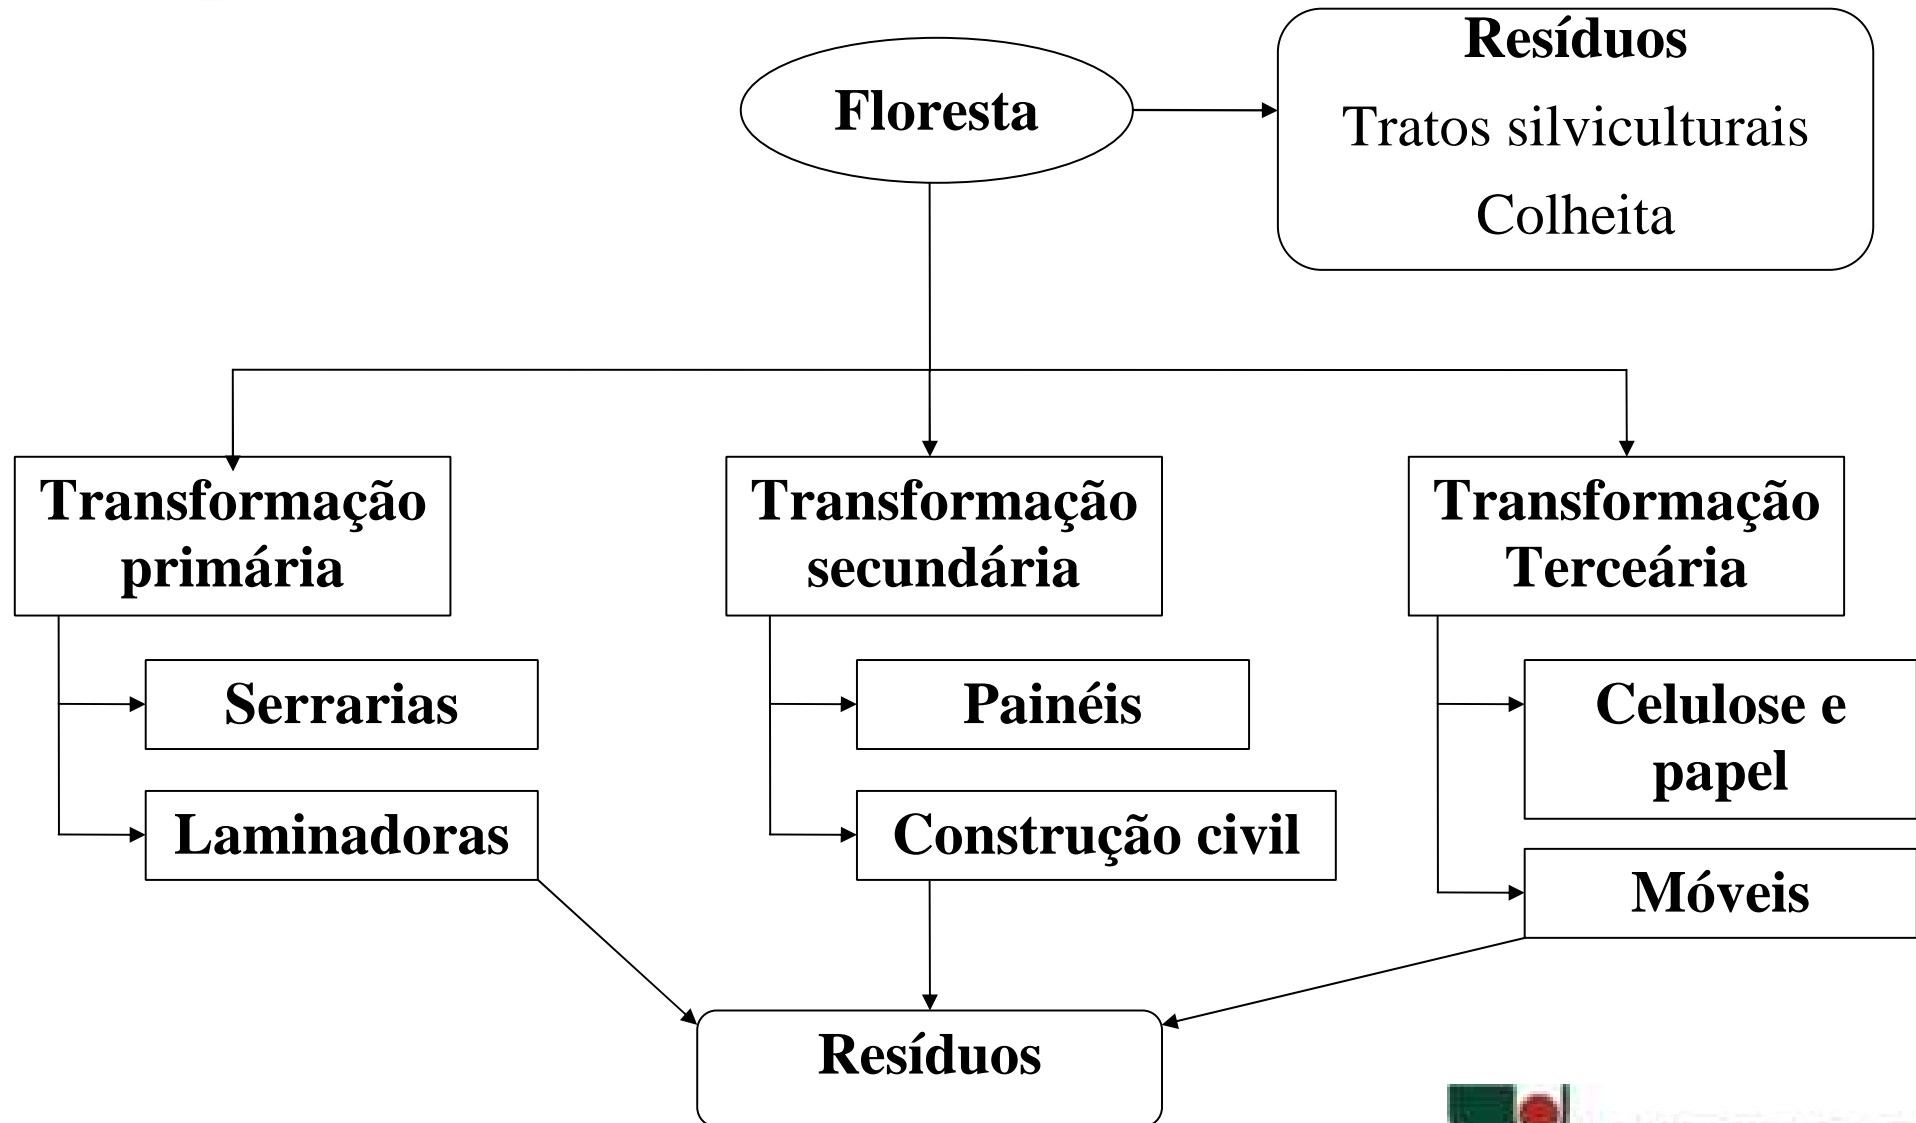 Floresta
Resíduos
Tratos silviculturais
Colheita
Transformação
primária
Transformação
secundária
Transformação
Terceária
Serrarias
Painéis
Celulose e
papel
Laminadoras
Construção civil
Móveis
Resíduos